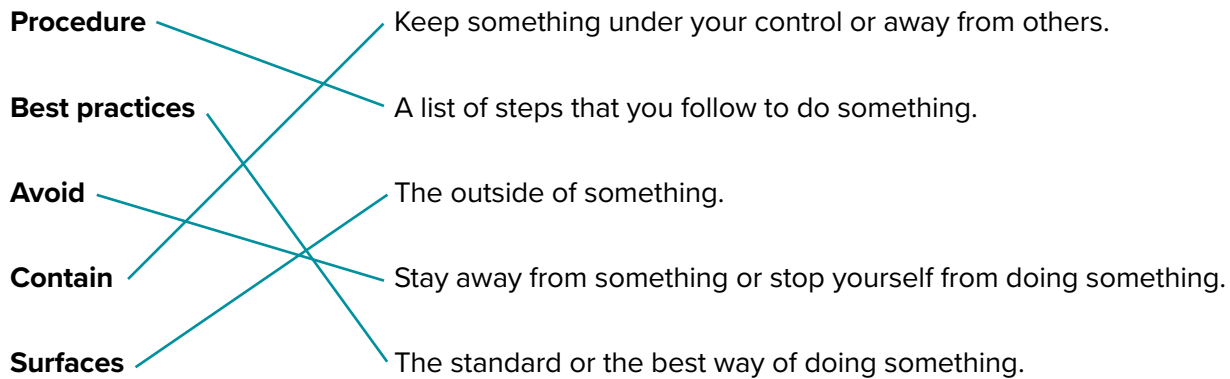 Procedure Keep something under your control or away from others.
Best practices A list of steps that you follow to do something.
Avoid The outside of something.
Contain Stay away from something or stop yourself from doing something.
Surfaces The standard or the best way of doing something.